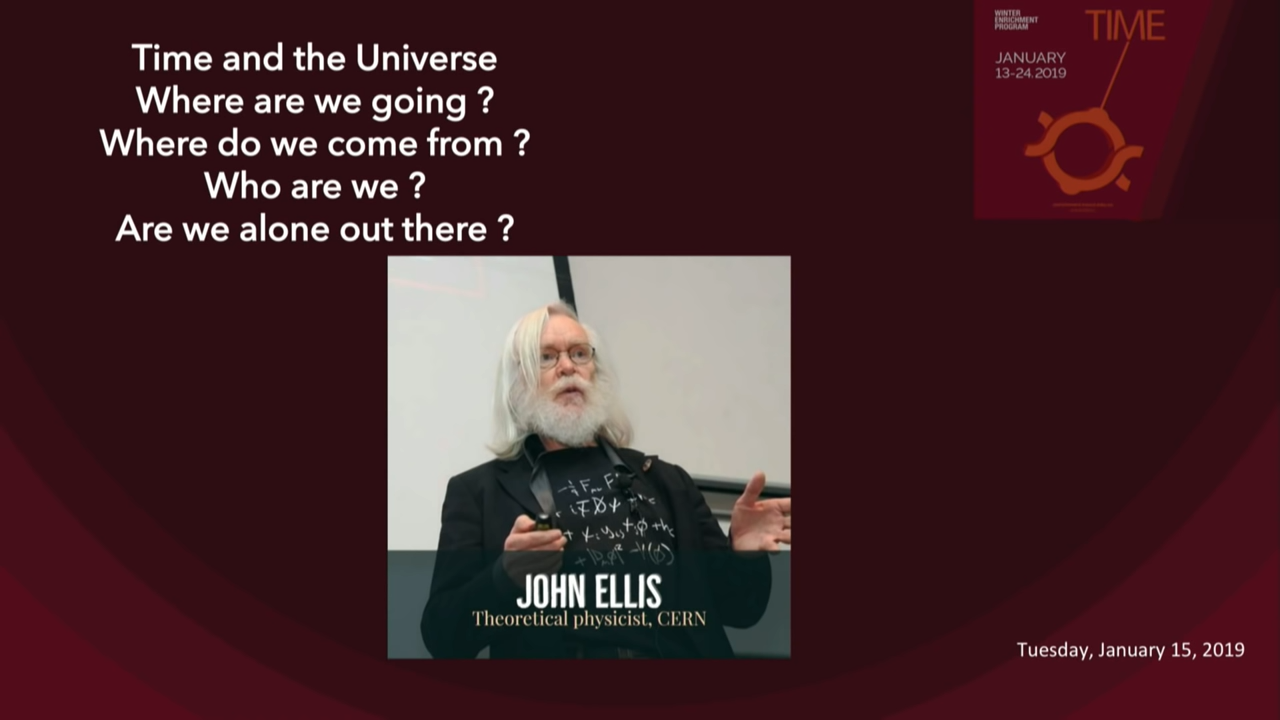 Time and the Universe
Where are we going ?
Where do we come from ?
Who are we ?
Are we alone out there ?
WINTER
ENRICHMENT
PROGRAM
TIME
JANUARY
13-24.2019
JOHN ELLIS
Theoretical physicist, CERN
Tuesday, January 15, 2019